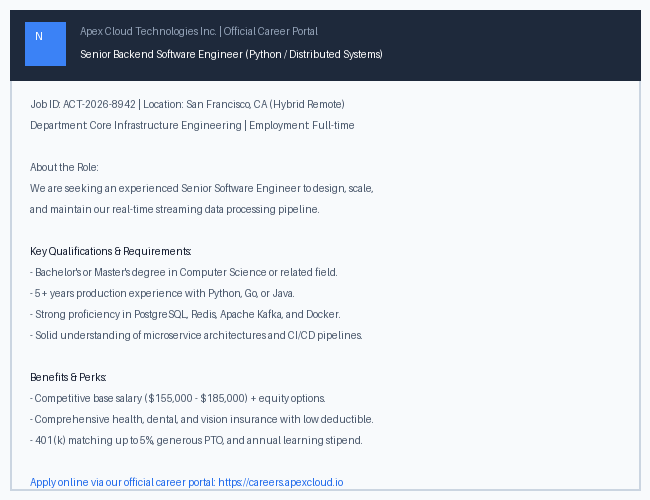 N
Apex Cloud Technologies Inc. | Official Career Portal
Senior Backend Software Engineer (Python / Distributed Systems)
Job ID: ACT-2026-8942 | Location: San Francisco, CA (Hybrid Remote)
Department: Core Infrastructure Engineering | Employment: Full-time
About the Role:
We are seeking an experienced Senior Software Engineer to design, scale,
and maintain our real-time streaming data processing pipeline.
Key Qualifications & Requirements:
- Bachelor's or Master's degree in Computer Science or related field.
- 5+ years production experience with Python, Go, or Java.
- Strong proficiency in PostgreSQL, Redis, Apache Kafka, and Docker.
- Solid understanding of microservice architectures and CI/CD pipelines.
Benefits & Perks:
- Competitive base salary ($155,000 - $185,000) + equity options.
- Comprehensive health, dental, and vision insurance with low deductible.
- 401(k) matching up to 5%, generous PTO, and annual learning stipend.
Apply online via our official career portal: https://careers.apexcloud.io